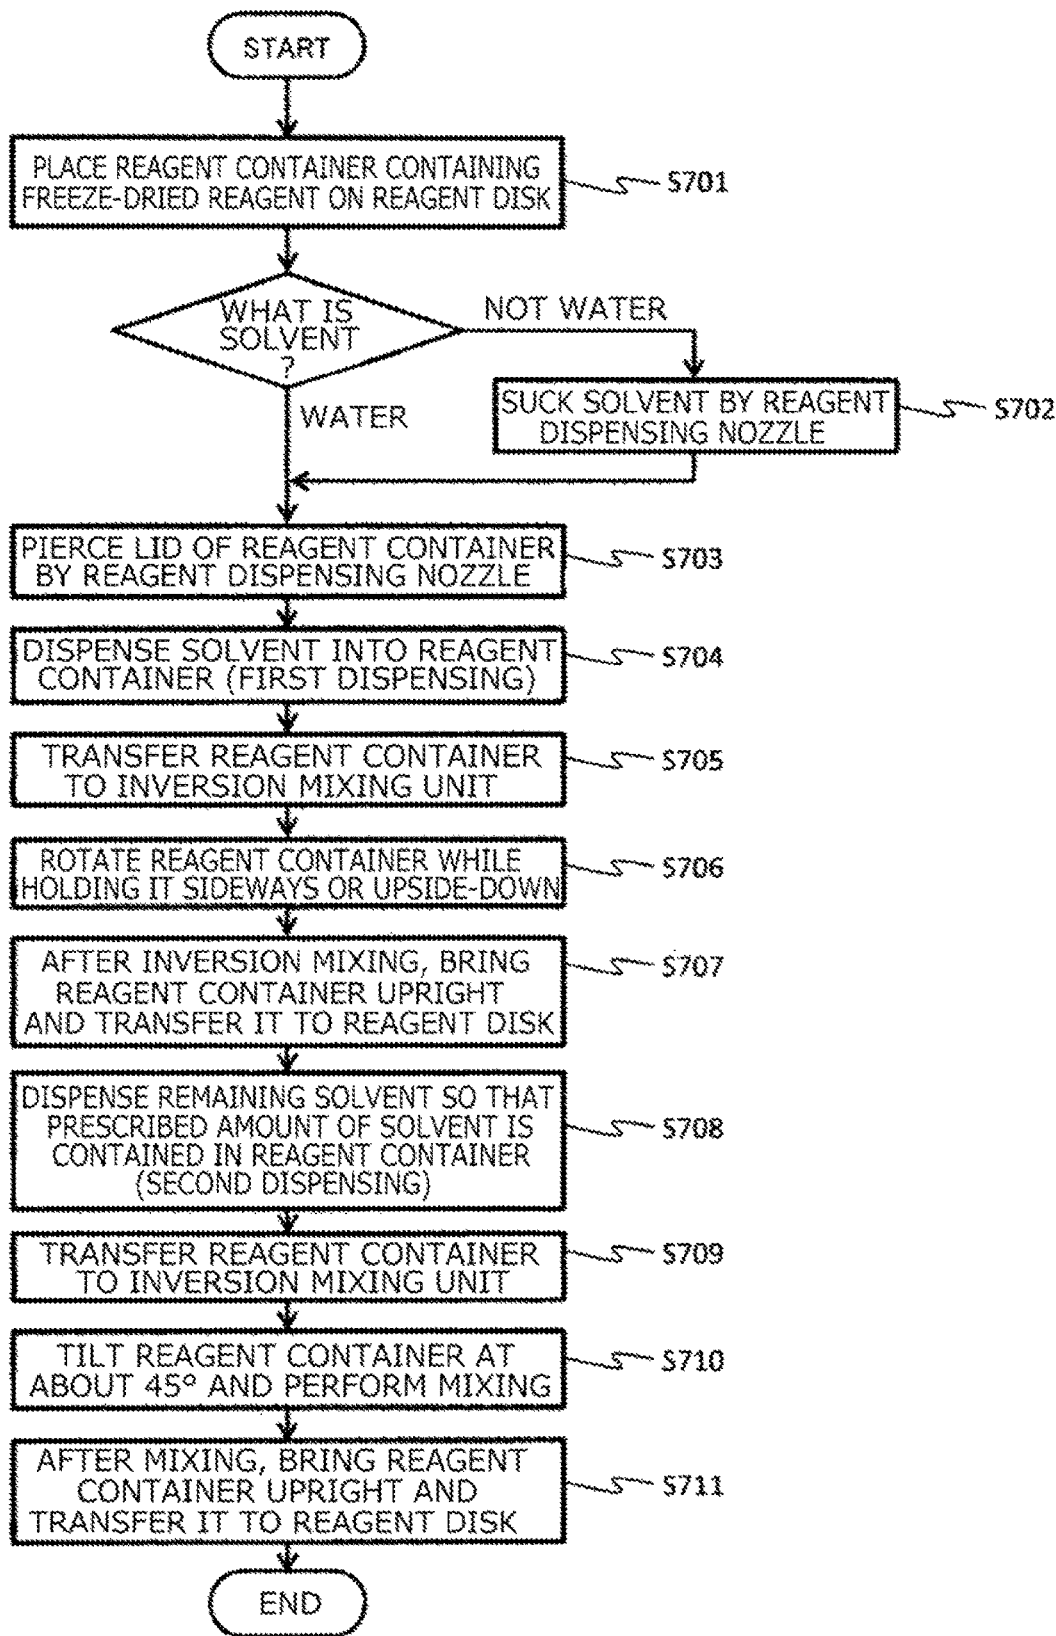 START
PLACE REAGENT CONTAINER CONTAINING
FREEZE-DRIED REAGENT ON REAGENT DISK
S701
WHAT IS
SOLVENT
?
NOT WATER
WATER
SUCK SOLVENT BY REAGENT
DISPENSING NOZZLE
S702
PIERCE LID OF REAGENT CONTAINER
BY REAGENT DISPENSING NOZZLE
S703
DISPENSE SOLVENT INTO REAGENT
CONTAINER (FIRST DISPENSING)
S704
TRANSFER REAGENT CONTAINER
TO INVERSION MIXING UNIT
S705
ROTATE REAGENT CONTAINER WHILE
HOLDING IT SIDEWAYS OR UPSIDE-DOWN
S706
AFTER INVERSION MIXING, BRING
REAGENT CONTAINER UPRIGHT
AND TRANSFER IT TO REAGENT DISK
S707
DISPENSE REMAINING SOLVENT SO THAT
PRESCRIBED AMOUNT OF SOLVENT IS
CONTAINED IN REAGENT CONTAINER
(SECOND DISPENSING)
S708
TRANSFER REAGENT CONTAINER
TO INVERSION MIXING UNIT
S709
TILT REAGENT CONTAINER AT
ABOUT 45° AND PERFORM MIXING
S710
AFTER MIXING, BRING REAGENT
CONTAINER UPRIGHT AND
TRANSFER IT TO REAGENT DISK
S711
END